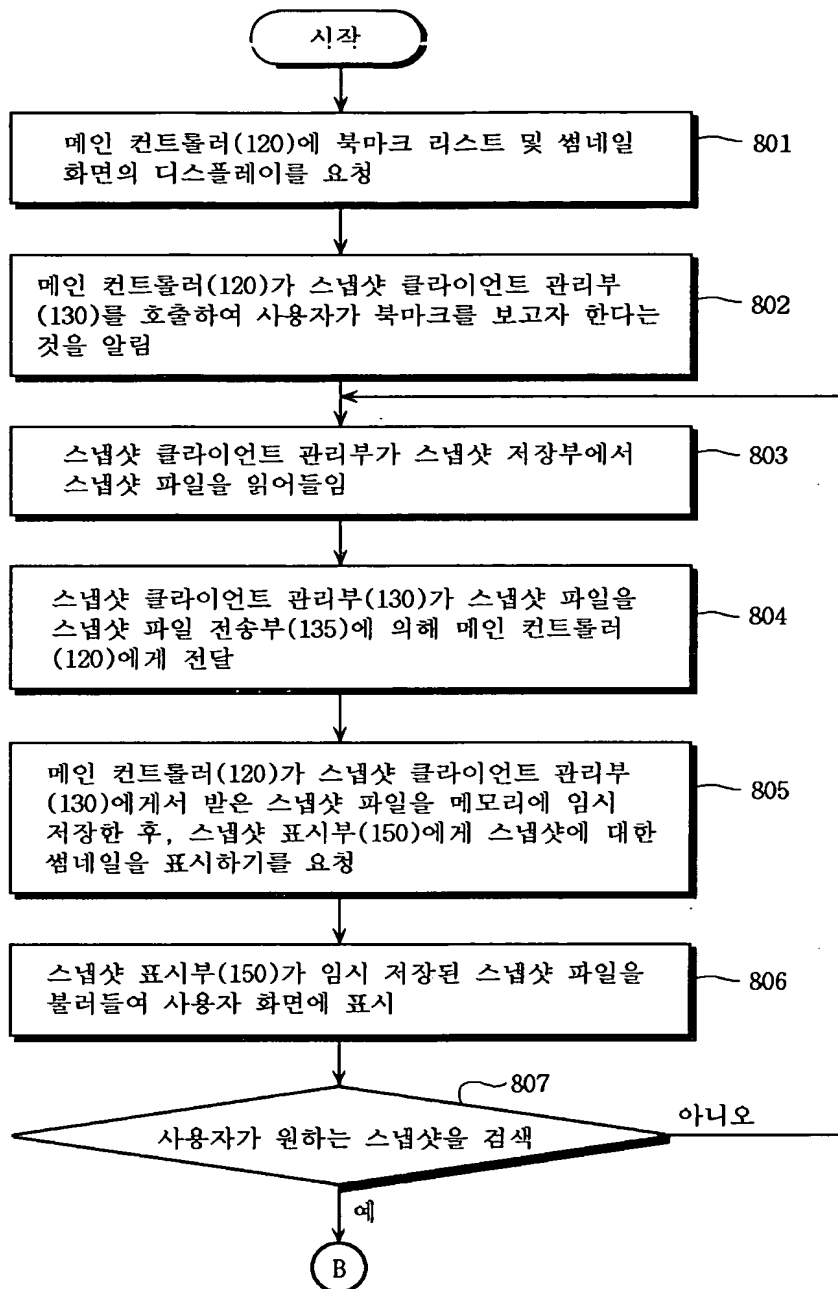 시작
메인 컨트롤러(120)에 북마크 리스트 및 썸네일
화면의 디스플레이를 요청
801
메인 컨트롤러(120)가 스냅샷 클라이언트 관리부
(130)를 호출하여 사용자가 북마크를 보고자 한다는
것을 알림
802
스냅샷 클라이언트 관리부가 스냅샷 저장부에서
스냅샷 파일을 읽어들임
803
스냅샷 클라이언트 관리부(130)가 스냅샷 파일을
스냅샷 파일 전송부(135)에 의해 메인 컨트롤러
(120)에게 전달
804
메인 컨트롤러(120)가 스냅샷 클라이언트 관리부
(130)에게서 받은 스냅샷 파일을 메모리에 임시
저장한 후, 스냅샷 표시부(150)에게 스냅샷에 대한
썸네일을 표시하기를 요청
805
스냅샷 표시부(150)가 임시 저장된 스냅샷 파일을
불러들여 사용자 화면에 표시
806
807
사용자가 원하는 스냅샷을 검색
아니오
예
B